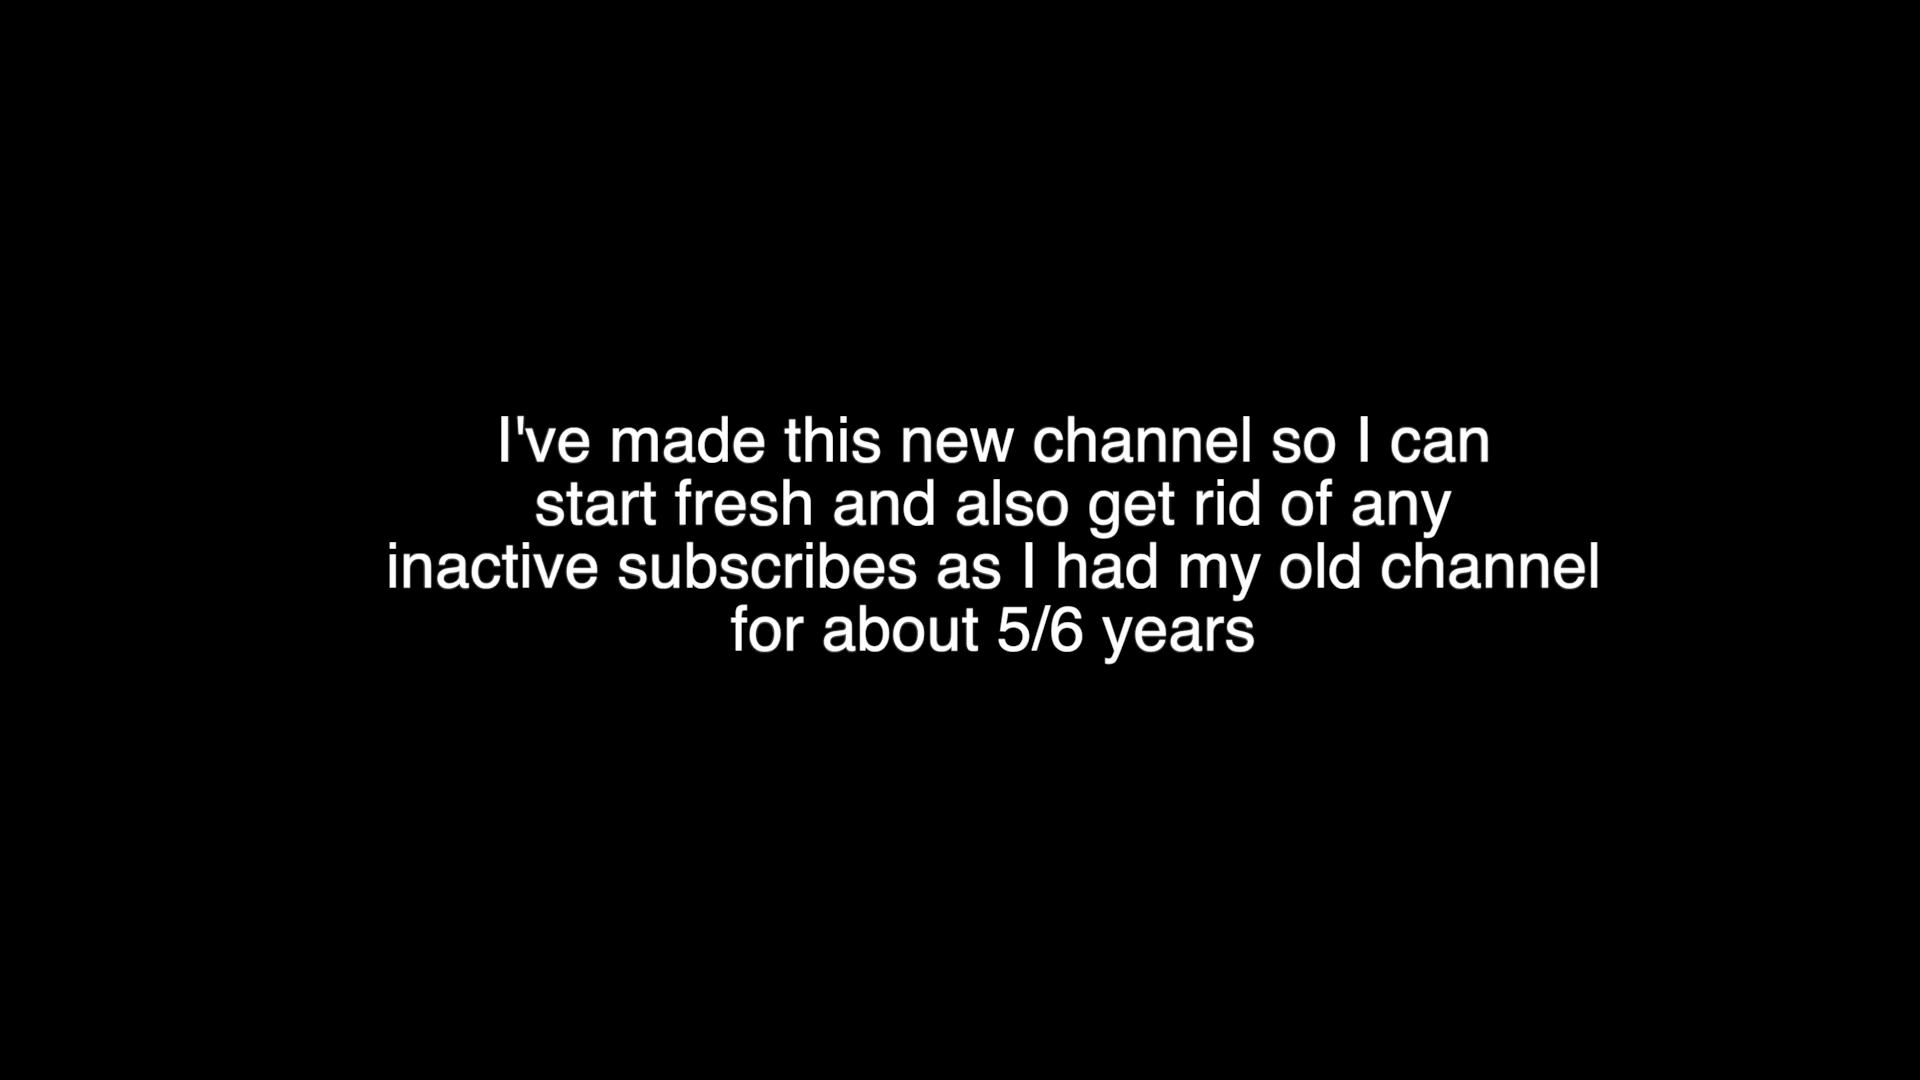 I've made this new channel so I can
start fresh and also get rid of any
inactive subscribes as I had my old channel
for about 5/6 years